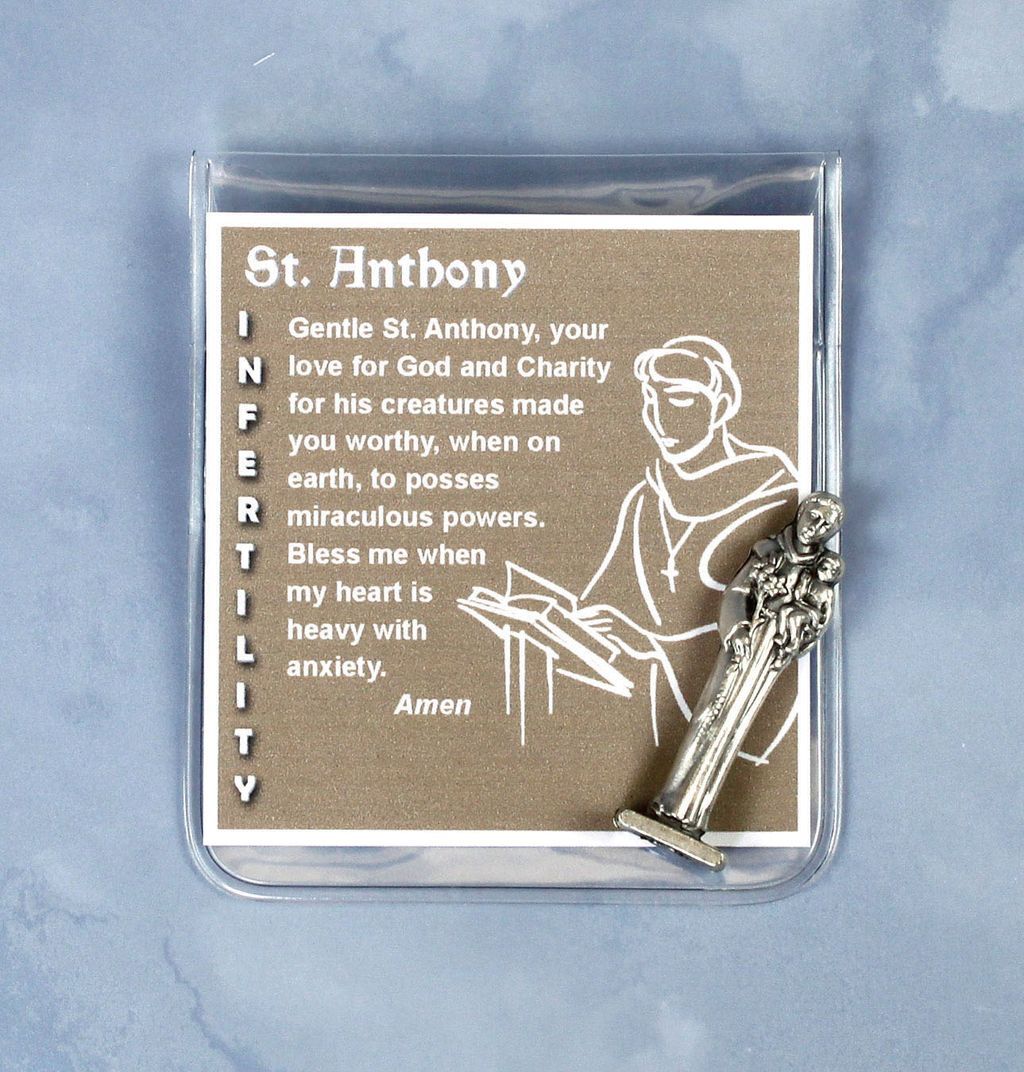 St. Anthony
INFERTILITY
Gentle St. Anthony, your
love for God and Charity
for his creatures made
you worthy, when on
earth, to posses
miraculous powers.
Bless me when
my heart is
heavy with
anxiety.
Amen